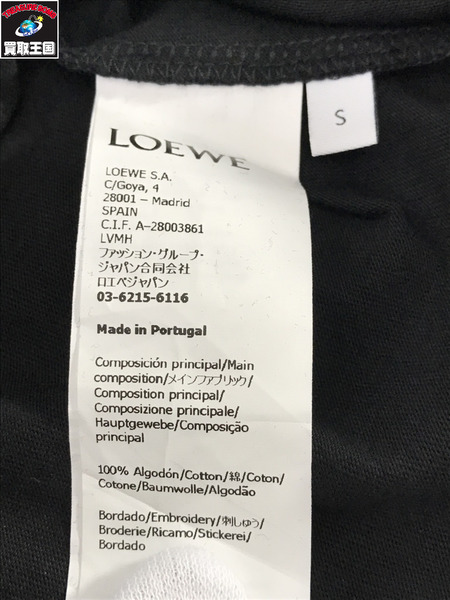 TREASURE KINGDOM
買取王国
LOEWE
S
LOEWE S.A.
C/Goya, 4
28001 – Madrid
SPAIN
C.I.F. A-28003861
LVMH
ファッション・グループ・
ジャパン合同会社
ロエベジャパン
03-6215-6116
Made in Portugal
Composición principal/Main
composition/メインファブリック/
Composition principal/
Composizione principale/
Hauptgewebe/Composição
principal
100% Algodón/Cotton/綿/Coton/
Cotone/Baumwolle/Algodão
Bordado/Embroidery/刺しゅう/
Broderie/Ricamo/Stickerei/
Bordado